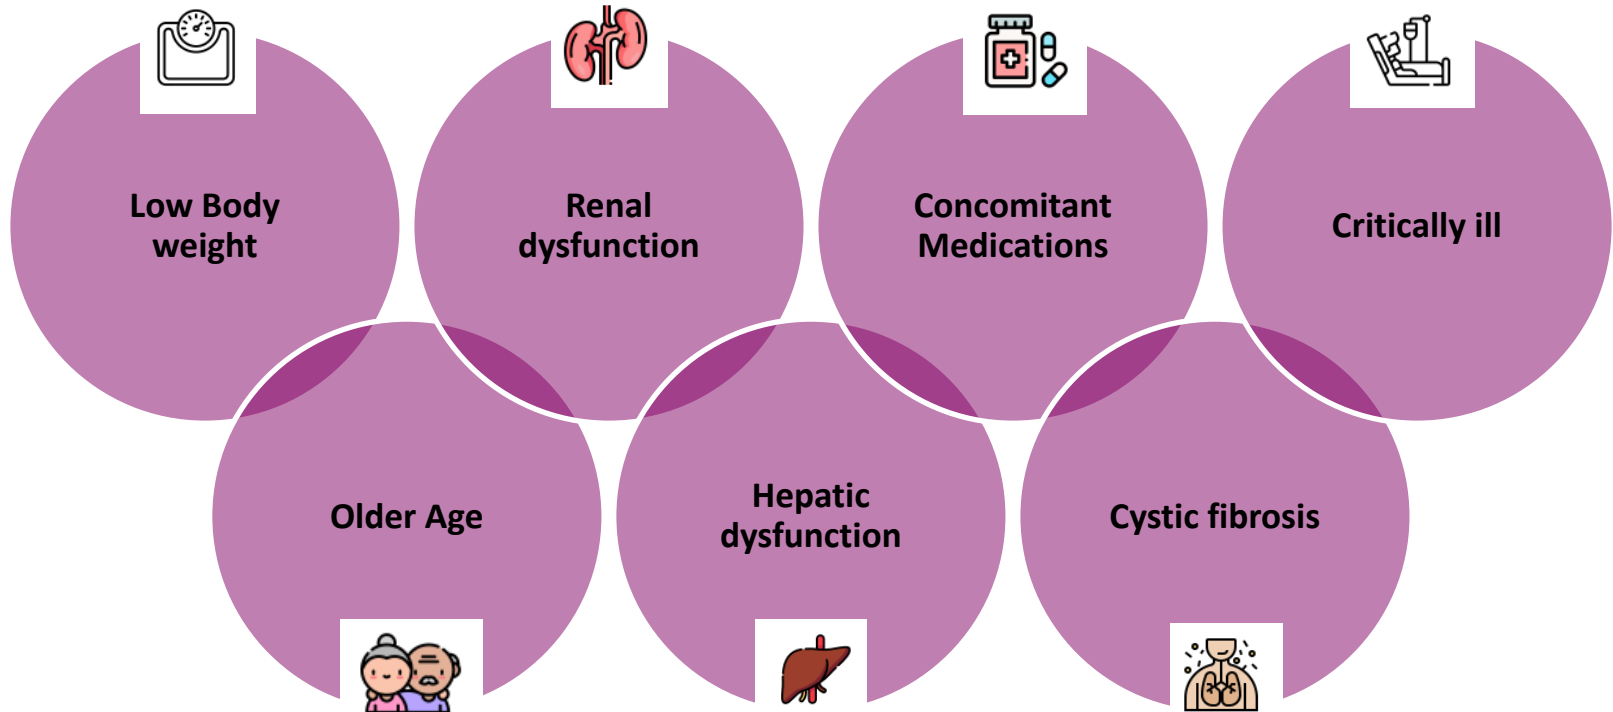 Low Body
weight
Renal
dysfunction
Concomitant
Medications
Critically ill
Older Age
Hepatic
dysfunction
Cystic fibrosis